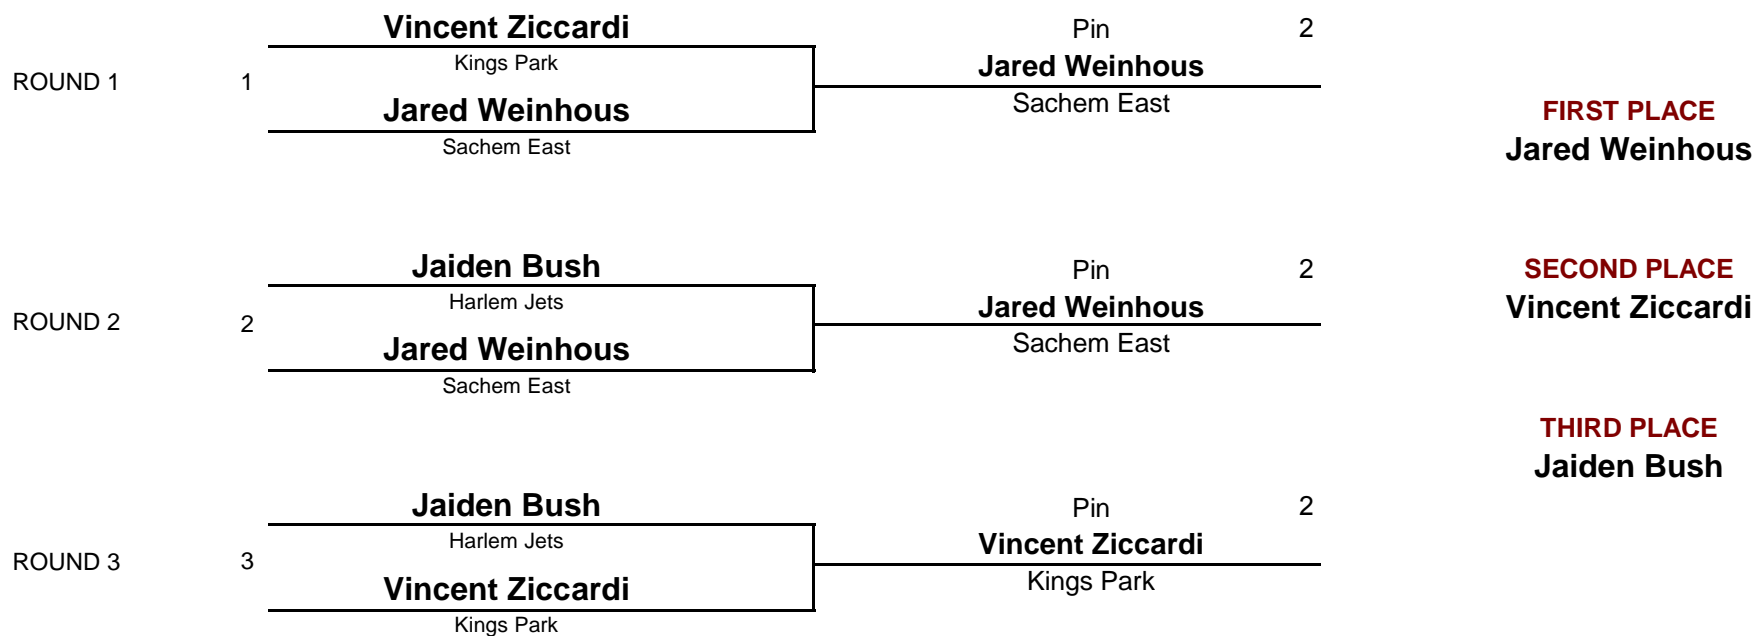 Vincent Ziccardi
Kings Park
ROUND 1
1
Jared Weinhous
Sachem East
Pin
2
Jared Weinhous
Sachem East
FIRST PLACE
Jared Weinhous
Jaiden Bush
Harlem Jets
ROUND 2
2
Jared Weinhous
Sachem East
Pin
2
Jared Weinhous
Sachem East
SECOND PLACE
Vincent Ziccardi
THIRD PLACE
Jaiden Bush
Jaiden Bush
Harlem Jets
ROUND 3
3
Vincent Ziccardi
Kings Park
Pin
2
Vincent Ziccardi
Kings Park